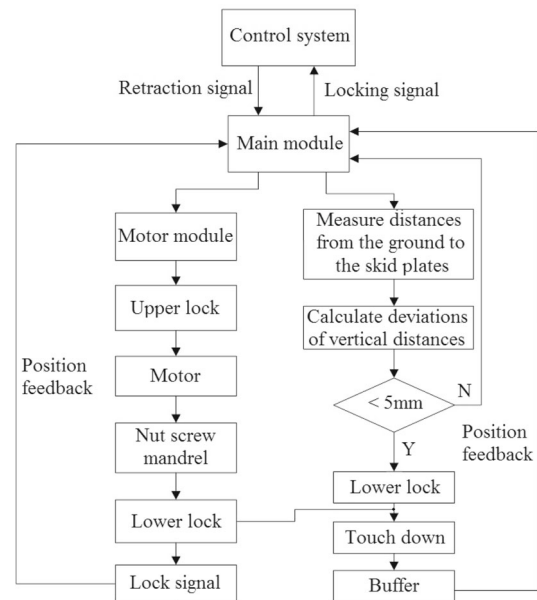 Control system
Retraction signal
Locking signal
Main module
Motor module
Upper lock
Position
feedback
Motor
Nut screw
mandrel
Lower lock
Lock signal
Measure distances
from the ground to
the skid plates
Calculate deviations
of vertical distances
< 5mm
N
Y
Position
feedback
Lower lock
Touch down
Buffer